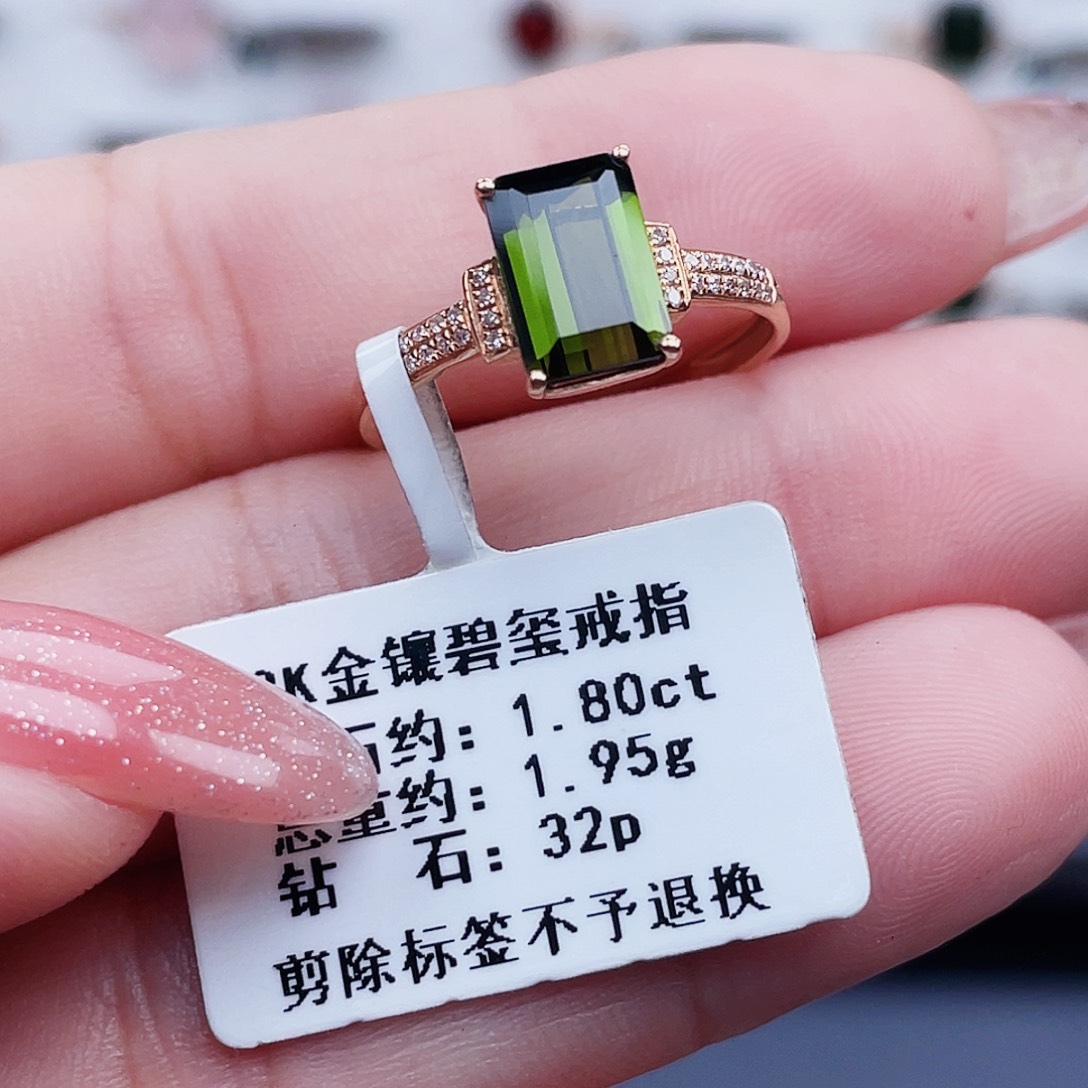 K金镶碧玺戒指
石约：1.80ct
总重约：1.95g
钻 石：32p
剪除标签不予退换